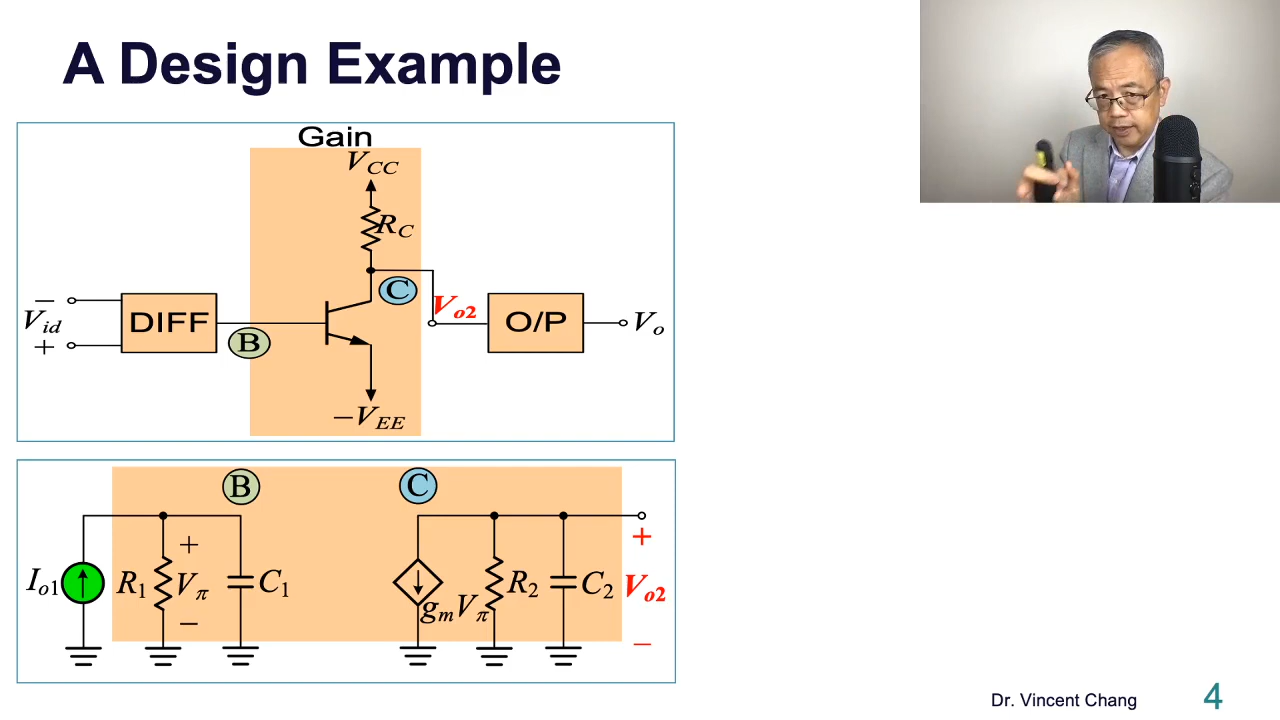 A Design Example
Gain
V_CC
R_C
C
V_o2
− V_id +
DIFF
B
O/P
V_o
−V_EE
B
C
I_o1
R_1
+ V_π −
C_1
g_m V_π
R_2
C_2
+ V_o2 −
Dr. Vincent Chang
4